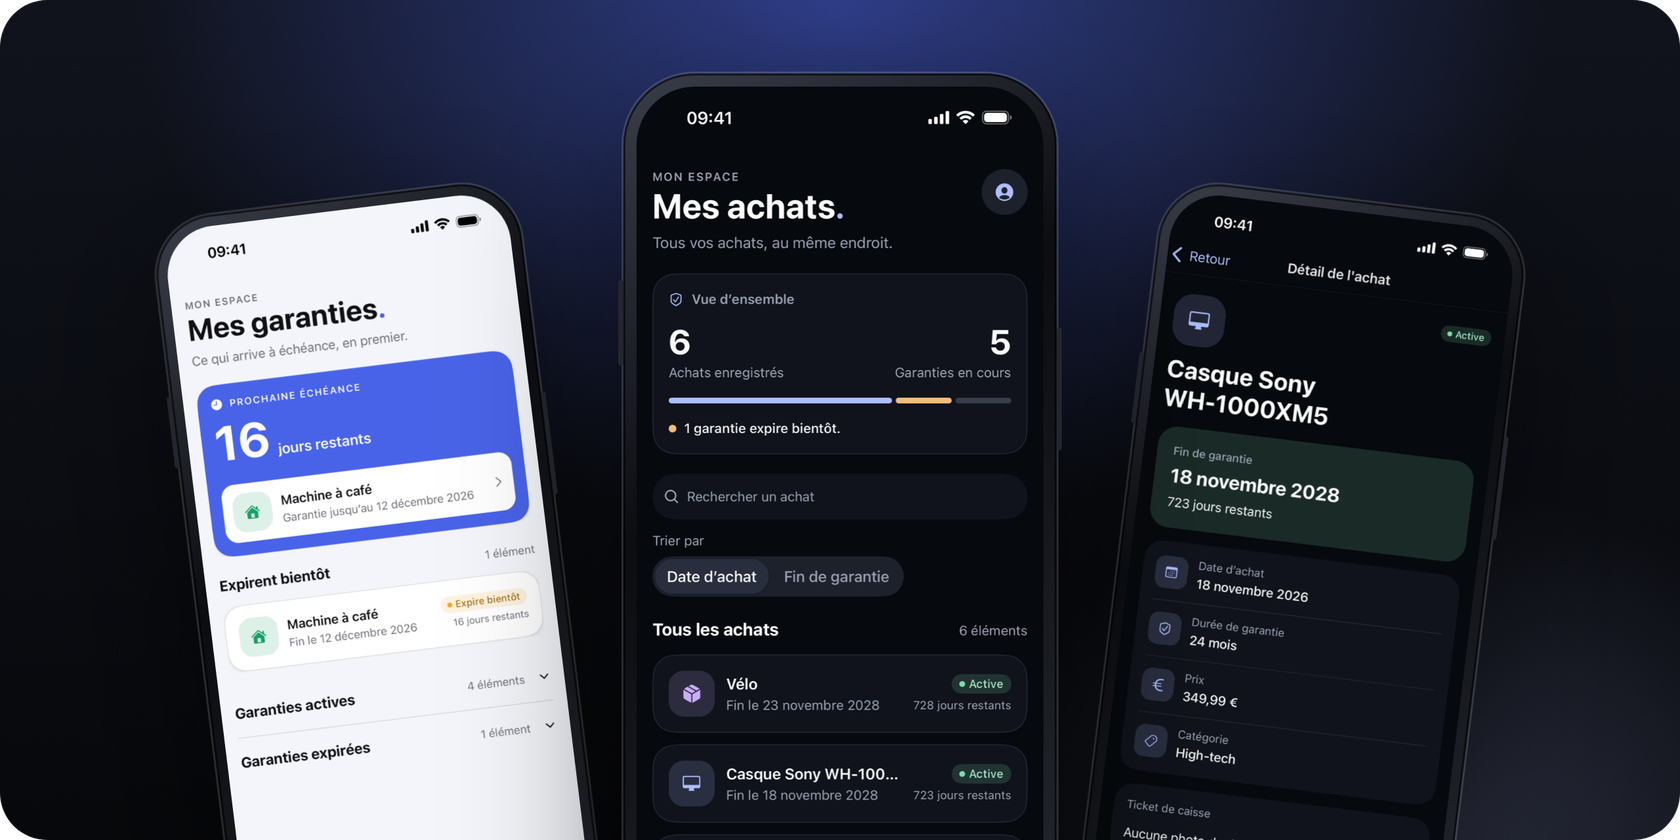 09:41
MON ESPACE
Mes garanties.
Ce qui arrive à échéance, en premier.
PROCHAINE ÉCHÉANCE
16 jours restants
Machine à café
Garantie jusqu'au 12 décembre 2026
Expirent bientôt
1 élément
Machine à café
Expire bientôt
Fin le 12 décembre 2026
16 jours restants
Garanties actives
4 éléments
Garanties expirées
1 élément
09:41
MON ESPACE
Mes achats.
Tous vos achats, au même endroit.
Vue d'ensemble
6
5
Achats enregistrés
Garanties en cours
1 garantie expire bientôt.
Rechercher un achat
Trier par
Date d'achat
Fin de garantie
Tous les achats
6 éléments
Vélo
Active
Fin le 23 novembre 2028
728 jours restants
Casque Sony WH-100...
Active
Fin le 18 novembre 2028
723 jours restants
09:41
Retour
Détail de l'achat
Active
Casque Sony
WH-1000XM5
Fin de garantie
18 novembre 2028
723 jours restants
Date d'achat
18 novembre 2026
Durée de garantie
24 mois
Prix
349,99 €
Catégorie
High-tech
Ticket de caisse
Aucune photo